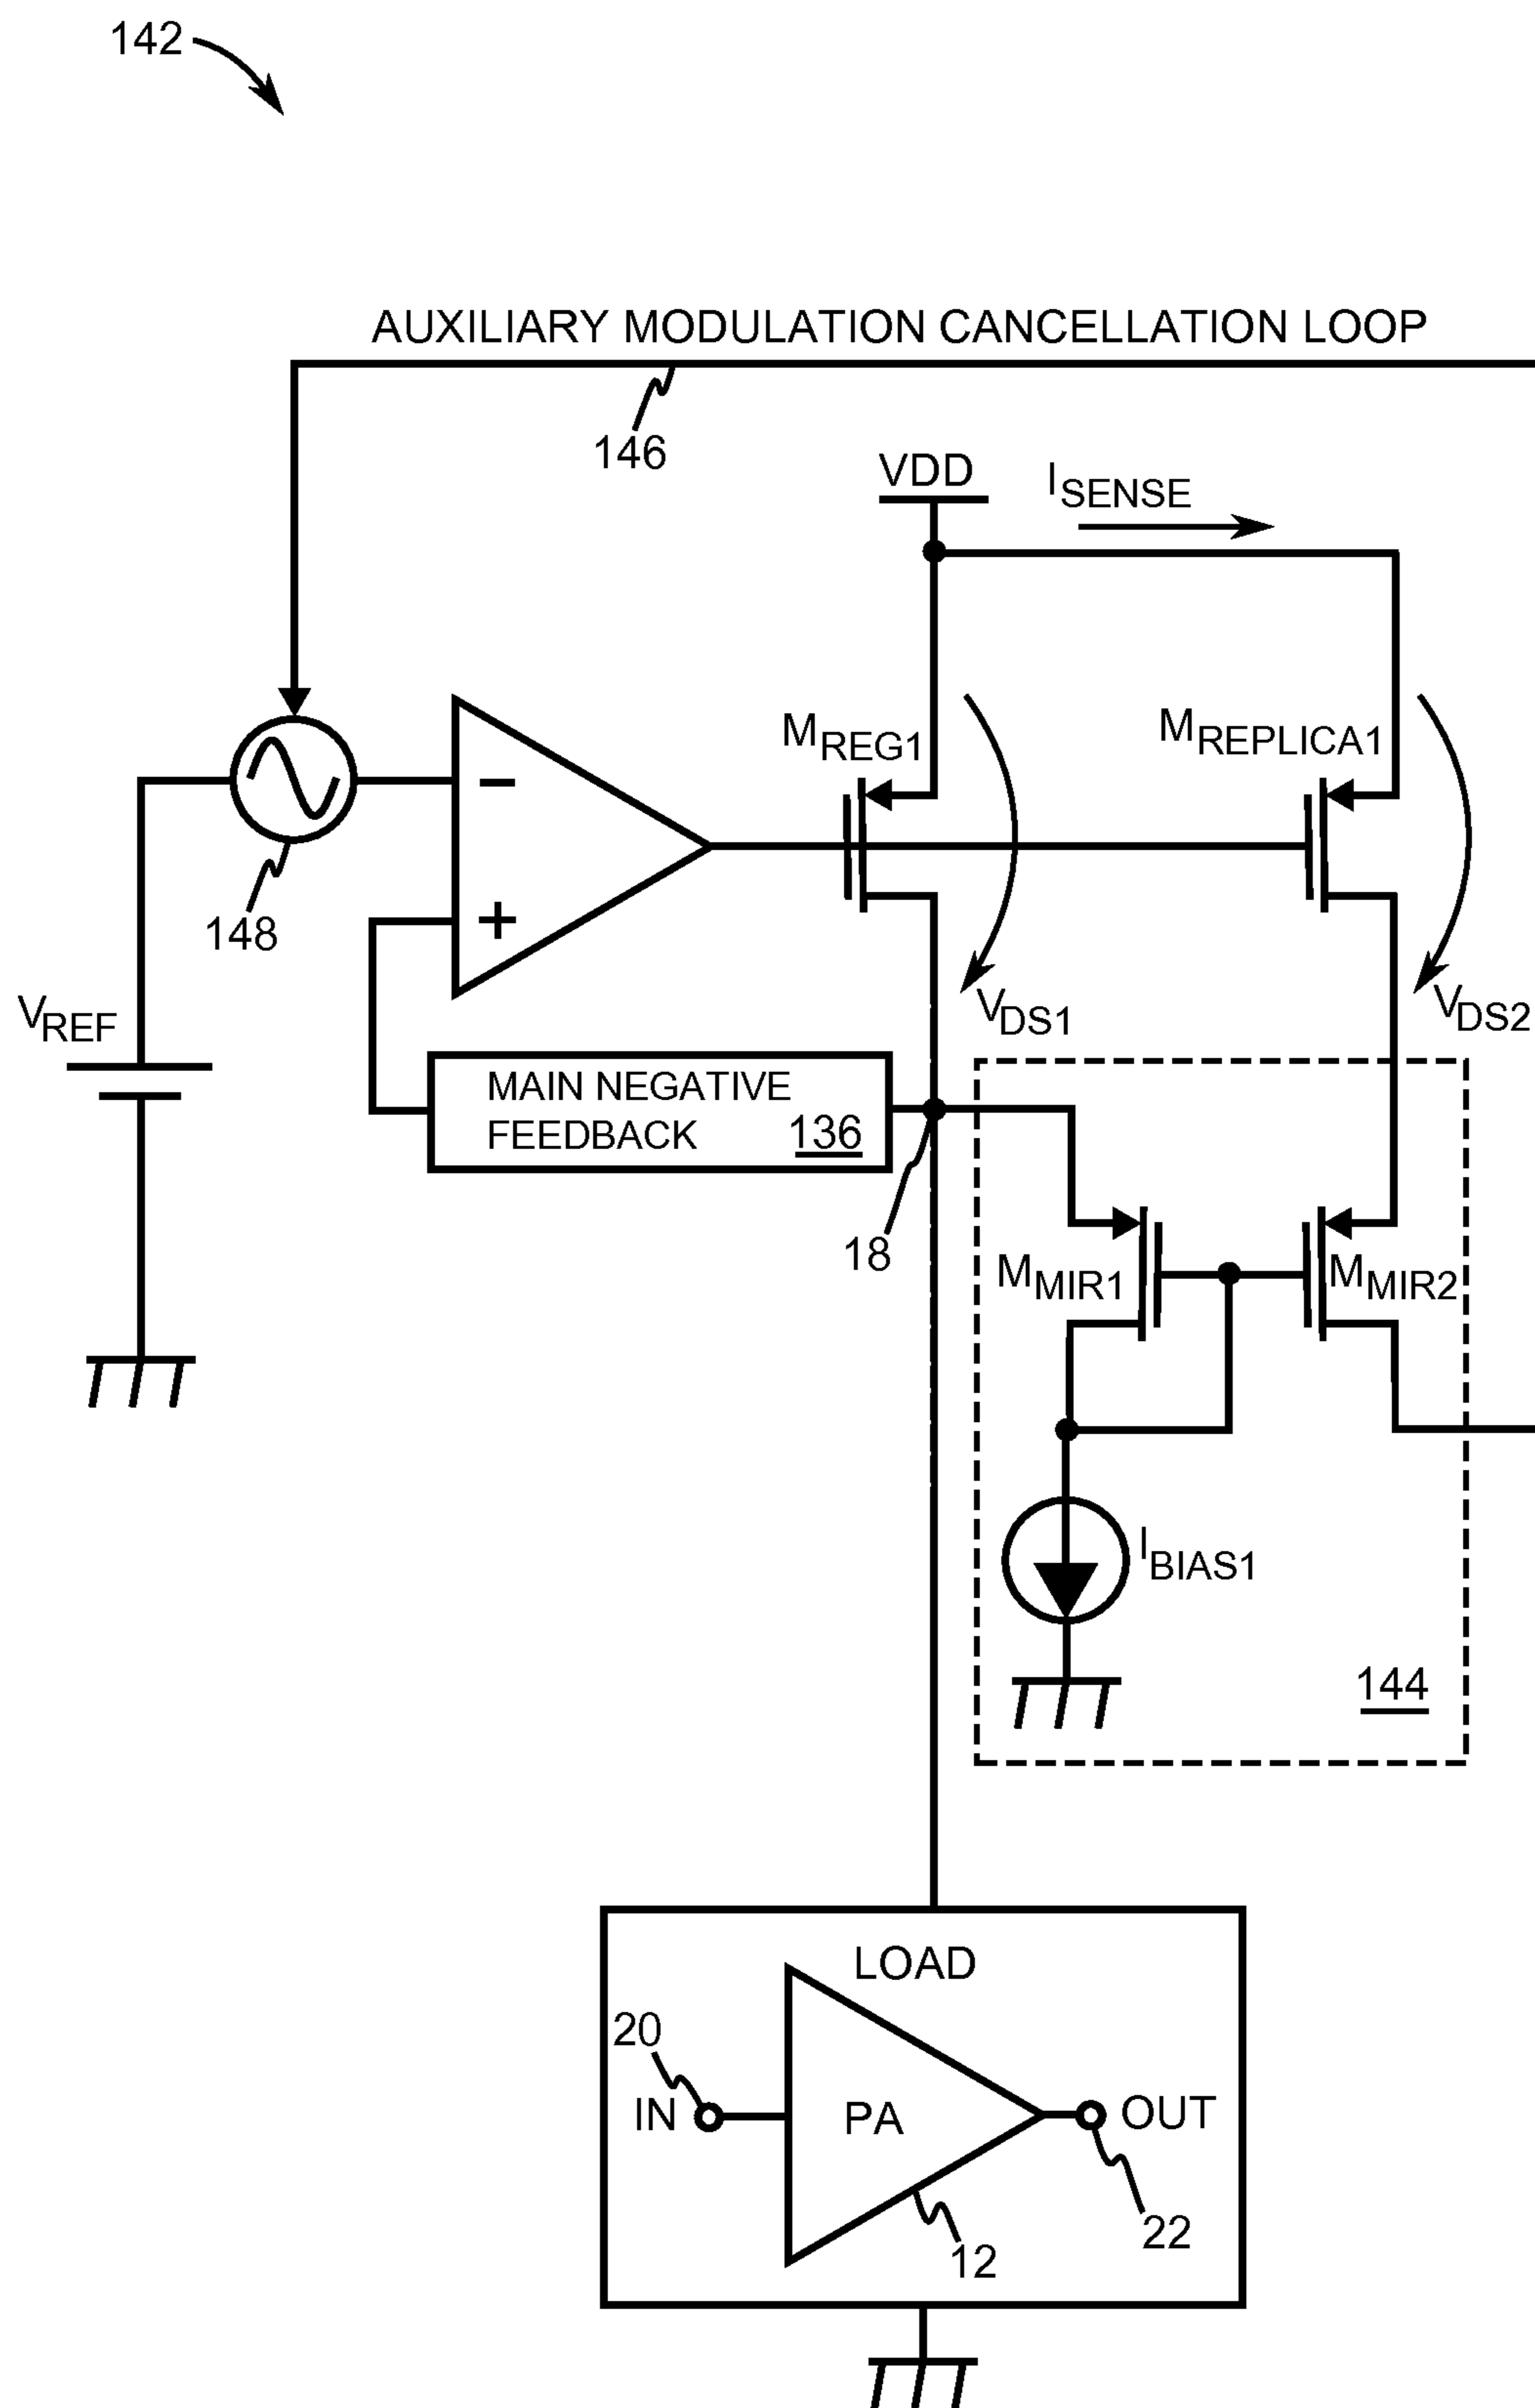 142
AUXILIARY MODULATION CANCELLATION LOOP
146
VDD
ISENSE
MREG1
MREPLICA1
−
+
148
VREF
VDS1
VDS2
MAIN NEGATIVE
FEEDBACK 136
18
MMIR1
MMIR2
IBIAS1
144
LOAD
20
IN
PA
OUT
22
12